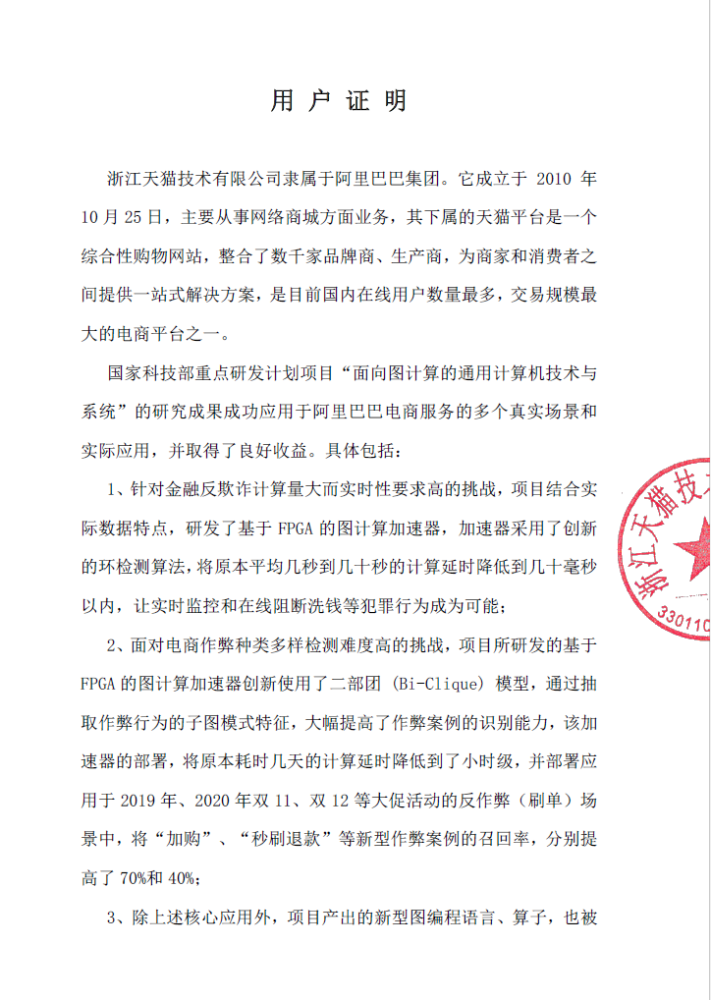 用 户 证 明
浙江天猫技术有限公司隶属于阿里巴巴集团。它成立于 2010 年
10 月 25 日，主要从事网络商城方面业务，其下属的天猫平台是一个
综合性购物网站，整合了数千家品牌商、生产商，为商家和消费者之
间提供一站式解决方案，是目前国内在线用户数量最多，交易规模最
大的电商平台之一。
国家科技部重点研发计划项目“面向图计算的通用计算机技术与
系统”的研究成果成功应用于阿里巴巴电商服务的多个真实场景和
实际应用，并取得了良好收益。具体包括：
1、针对金融反欺诈计算量大而实时性要求高的挑战，项目结合实
际数据特点，研发了基于 FPGA 的图计算加速器，加速器采用了创新
的环检测算法，将原本平均几秒到几十秒的计算延时降低到几十毫秒
以内，让实时监控和在线阻断洗钱等犯罪行为成为可能；
2、面对电商作弊种类多样检测难度高的挑战，项目所研发的基于
FPGA 的图计算加速器创新使用了二部团 (Bi-Clique) 模型，通过抽
取作弊行为的子图模式特征，大幅提高了作弊案例的识别能力，该加
速器的部署，将原本耗时几天的计算延时降低到了小时级，并部署应
用于 2019 年、2020 年双 11、双 12 等大促活动的反作弊（刷单）场
景中，将“加购”、“秒刷退款”等新型作弊案例的召回率，分别提
高了 70%和 40%；
3、除上述核心应用外，项目产出的新型图编程语言、算子，也被
浙江天猫技
330110